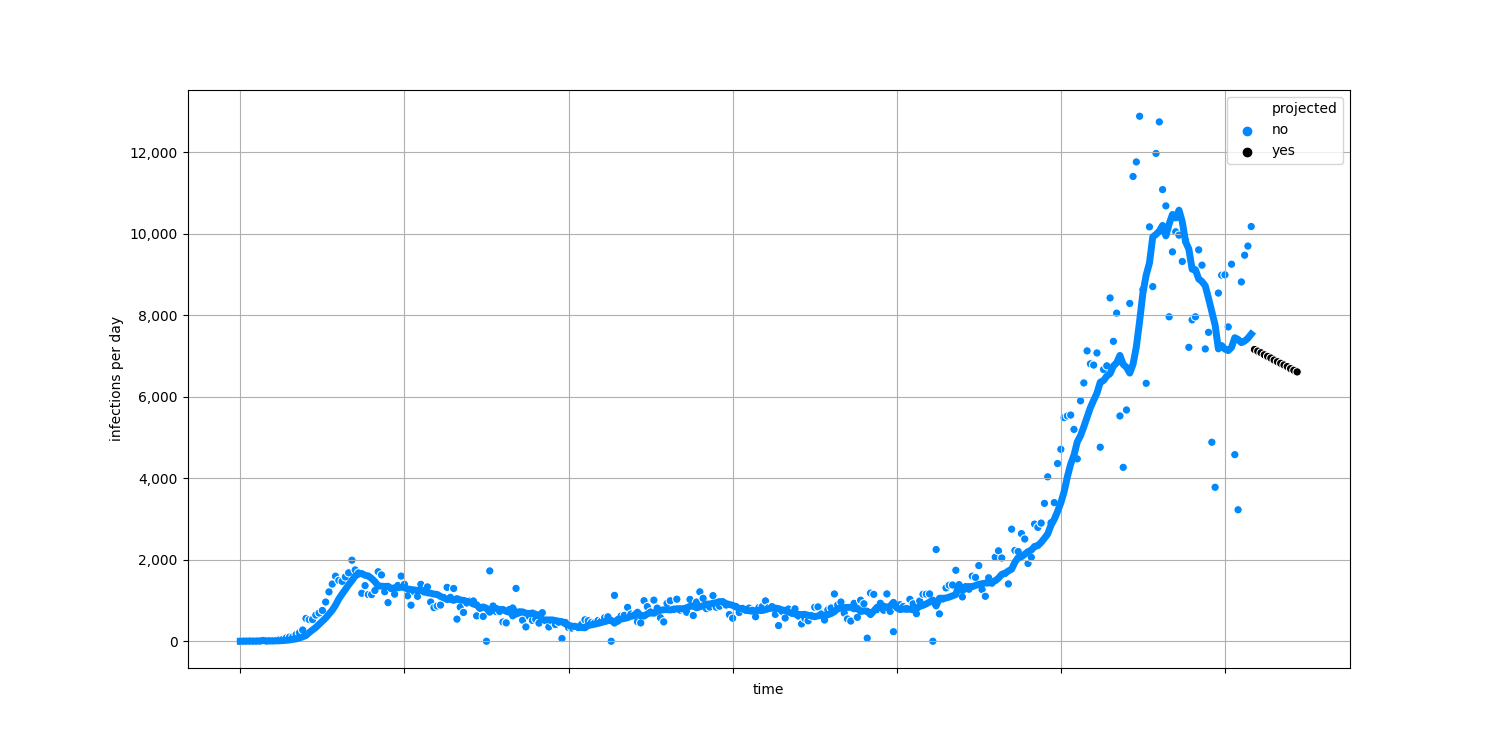 projected
no
yes
12,000
10,000
8,000
6,000
4,000
2,000
0
infections per day
time